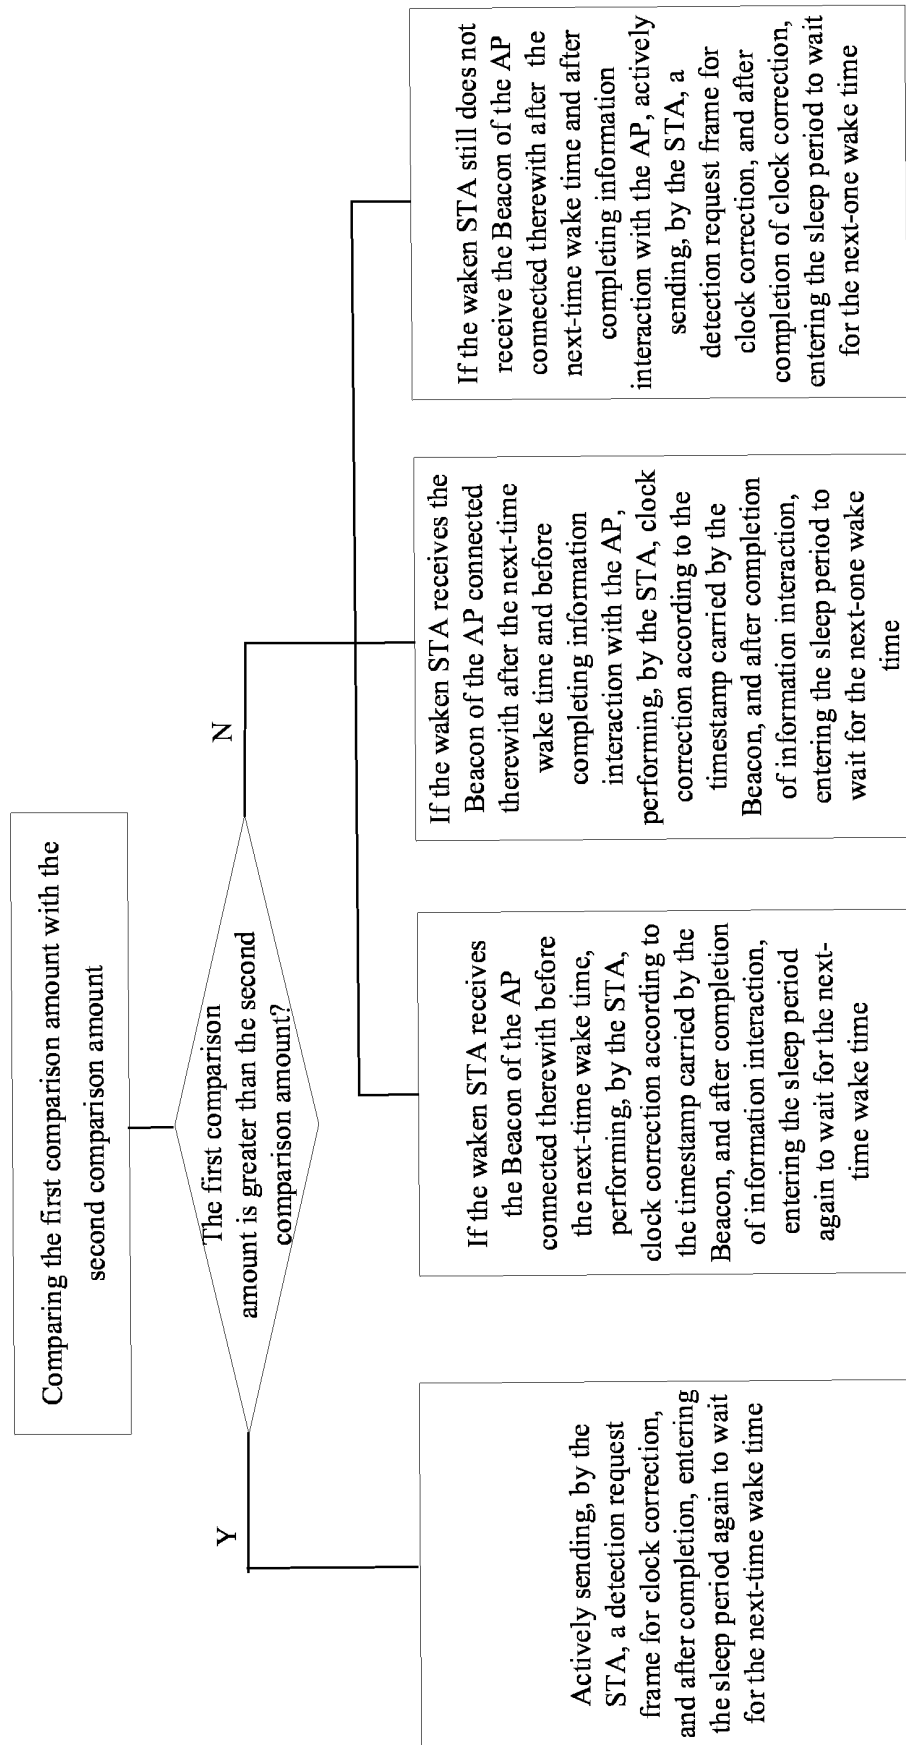 Comparing the first comparison amount with the
second comparison amount
The first comparison
amount is greater than the second
comparison amount?
Y
N
Actively sending, by the
STA, a detection request
frame for clock correction,
and after completion, entering
the sleep period again to wait
for the next-time wake time
If the waken STA receives
the Beacon of the AP
connected therewith before
the next-time wake time,
performing, by the STA,
clock correction according to
the timestamp carried by the
Beacon, and after completion
of information interaction,
entering the sleep period
again to wait for the next-
time wake time
If the waken STA receives the
Beacon of the AP connected
therewith after the next-time
wake time and before
completing information
interaction with the AP,
performing, by the STA, clock
correction according to the
timestamp carried by the
Beacon, and after completion
of information interaction,
entering the sleep period to
wait for the next-one wake
time
If the waken STA still does not
receive the Beacon of the AP
connected therewith after the
next-time wake time and after
completing information
interaction with the AP, actively
sending, by the STA, a
detection request frame for
clock correction, and after
completion of clock correction,
entering the sleep period to wait
for the next-one wake time